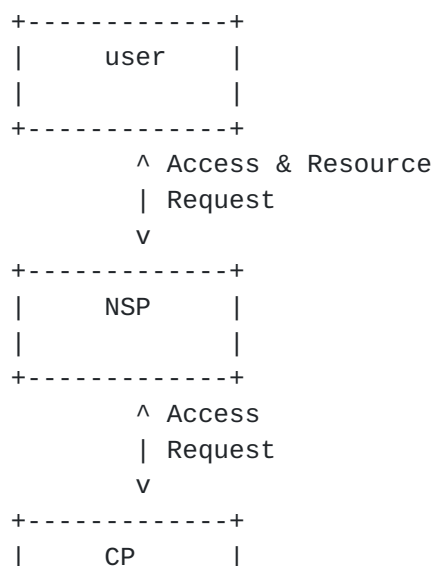 +-------------+
|     user    |
|             |
+-------------+
       ^ Access & Resource
       | Request
       v
+-------------+
|     NSP     |
|             |
+-------------+
       ^ Access
       | Request
       v
+-------------+
|     CP      |